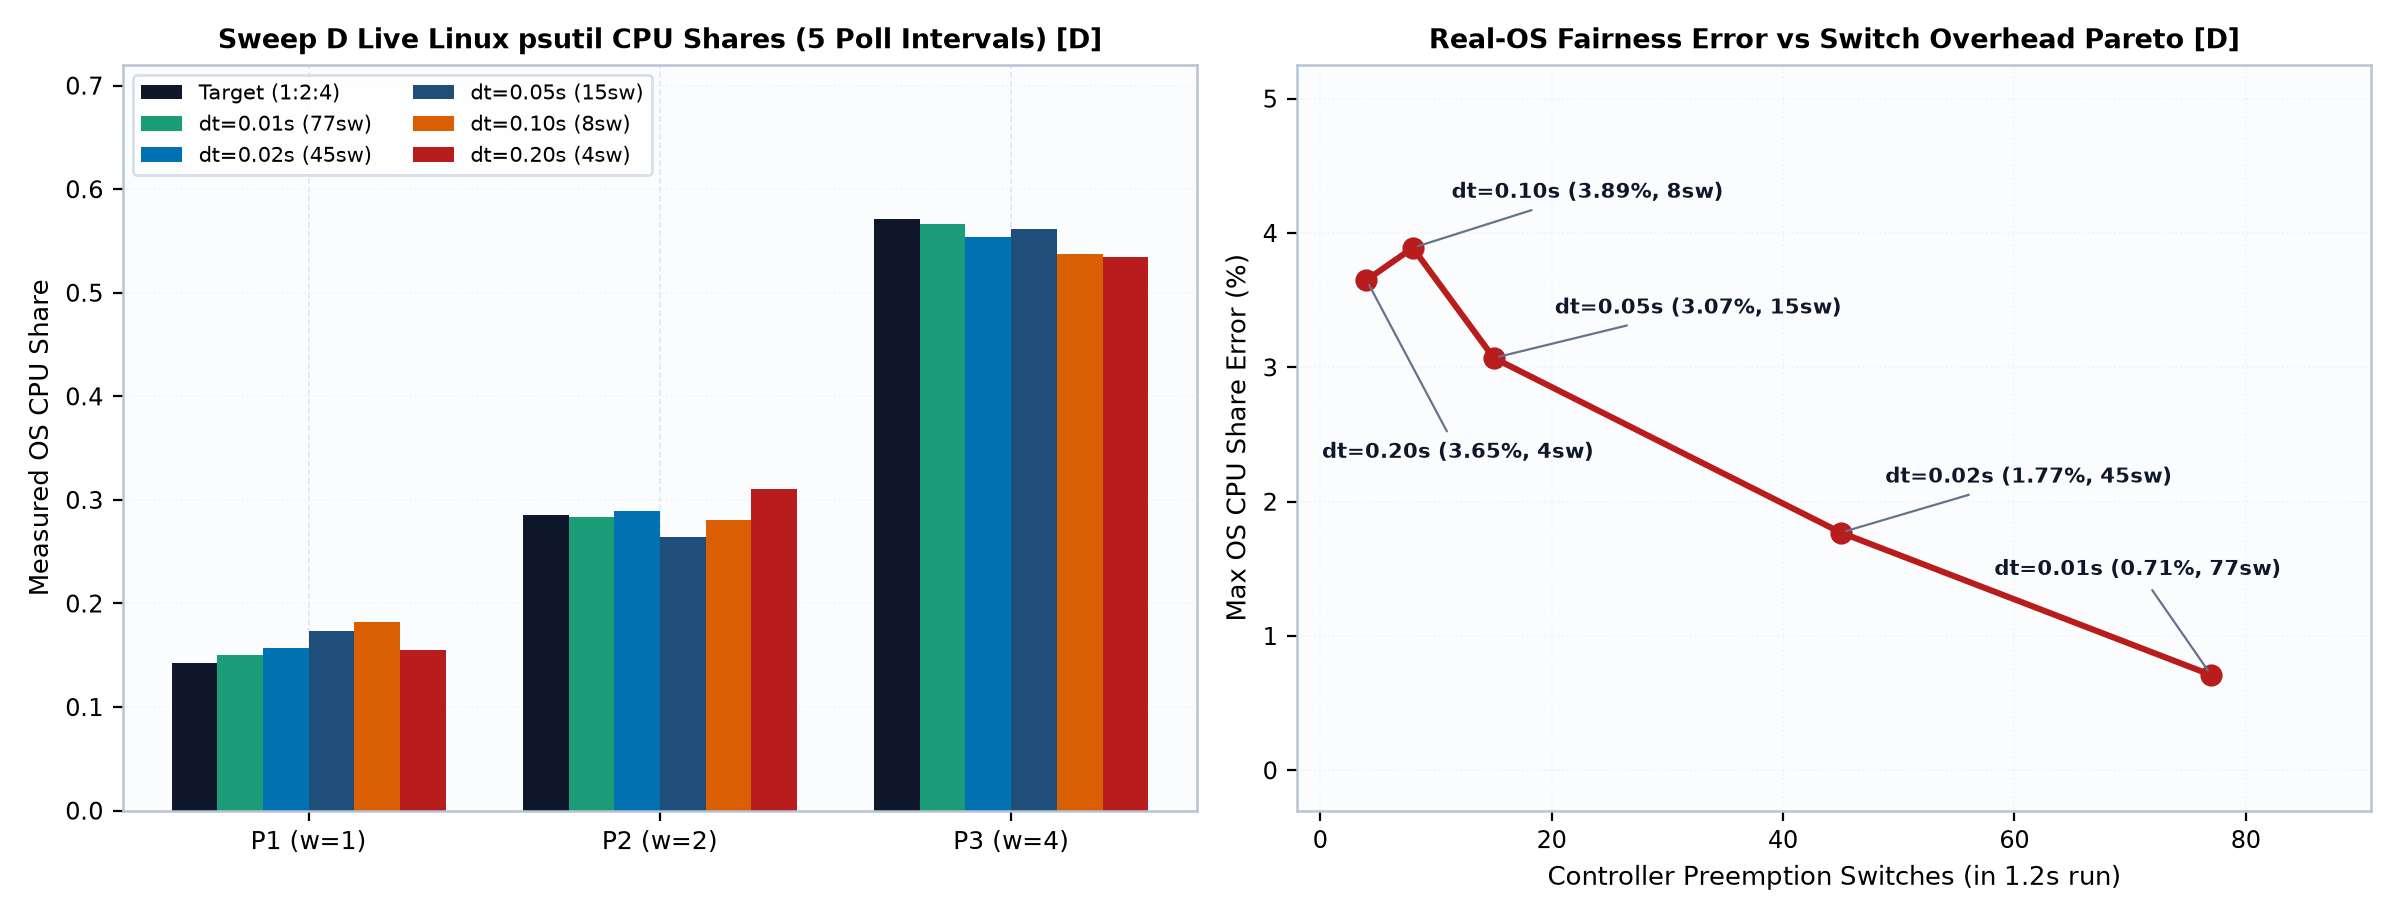 Sweep D Live Linux psutil CPU Shares (5 Poll Intervals) [D]
Measured OS CPU Share
0.7
0.6
0.5
0.4
0.3
0.2
0.1
0.0
Target (1:2:4)
dt=0.01s (77sw)
dt=0.02s (45sw)
dt=0.05s (15sw)
dt=0.10s (8sw)
dt=0.20s (4sw)
P1 (w=1)
P2 (w=2)
P3 (w=4)
Real-OS Fairness Error vs Switch Overhead Pareto [D]
Max OS CPU Share Error (%)
5
4
3
2
1
0
dt=0.10s (3.89%, 8sw)
dt=0.05s (3.07%, 15sw)
dt=0.20s (3.65%, 4sw)
dt=0.02s (1.77%, 45sw)
dt=0.01s (0.71%, 77sw)
0
20
40
60
80
Controller Preemption Switches (in 1.2s run)